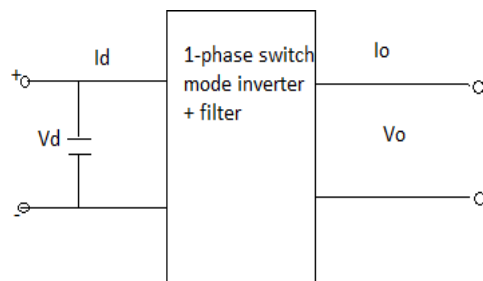 Id
1-phase switch
mode inverter
+ filter
Io
+
Vd
Vo
-